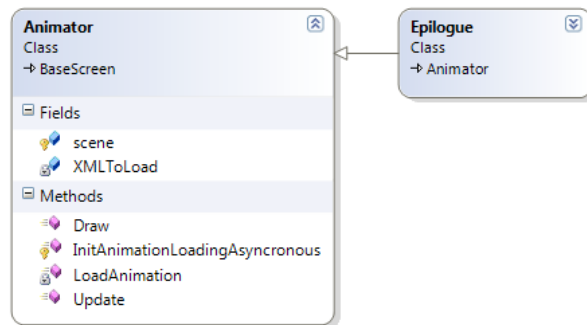 Animator
Class
BaseScreen
Fields
scene
XMLToLoad
Methods
Draw
InitAnimationLoadingAsyncronous
LoadAnimation
Update
Epilogue
Class
Animator